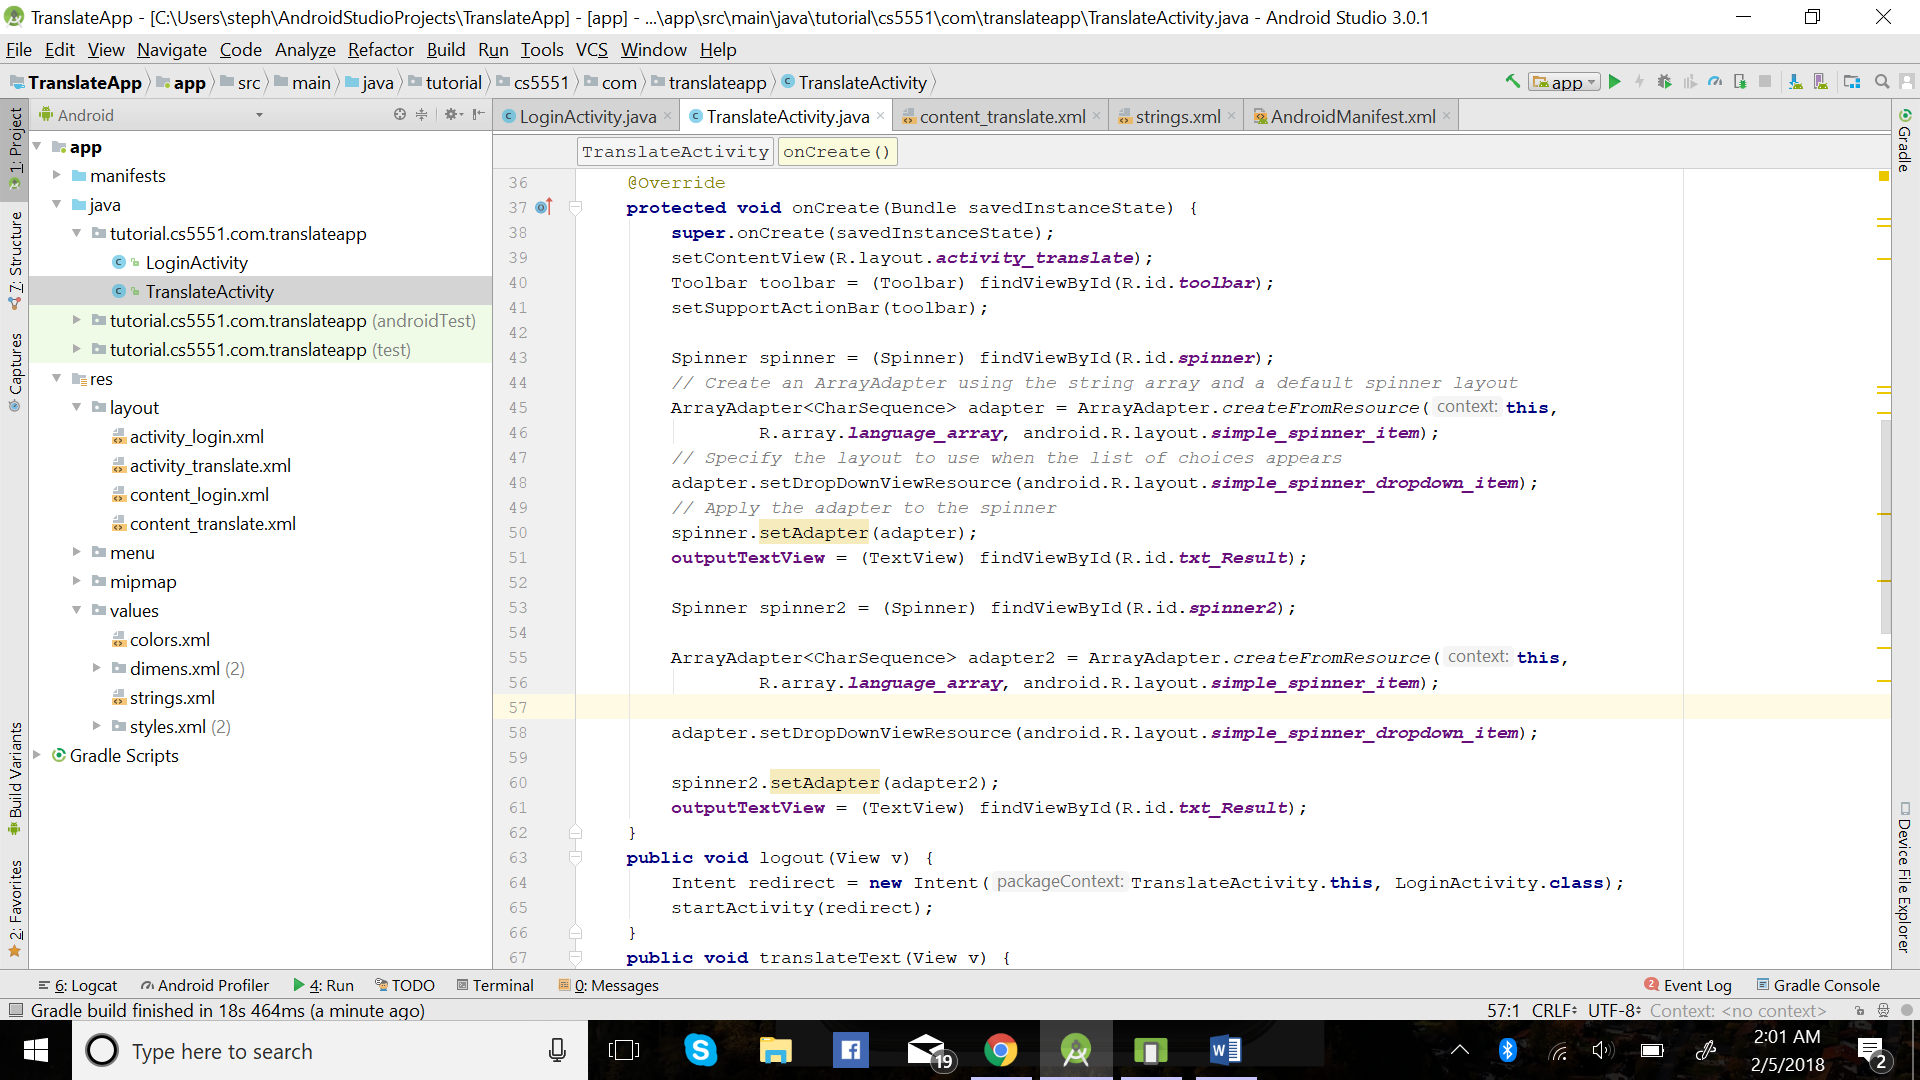 TranslateApp - [C:\Users\steph\AndroidStudioProjects\TranslateApp] - [app] - ...\app\src\main\java\tutorial\cs5551\com\translateapp\TranslateActivity.java - Android Studio 3.0.1
File Edit View Navigate Code Analyze Refactor Build Run Tools VCS Window Help
TranslateApp app src main java tutorial cs5551 com translateapp TranslateActivity
app
Android
LoginActivity.java TranslateActivity.java content_translate.xml strings.xml AndroidManifest.xml
TranslateActivity onCreate()
1: Project
7: Structure
Captures
Build Variants
2: Favorites
app
manifests
java
tutorial.cs5551.com.translateapp
LoginActivity
TranslateActivity
tutorial.cs5551.com.translateapp (androidTest)
tutorial.cs5551.com.translateapp (test)
res
layout
activity_login.xml
activity_translate.xml
content_login.xml
content_translate.xml
menu
mipmap
values
colors.xml
dimens.xml (2)
strings.xml
styles.xml (2)
Gradle Scripts
36 @Override
37 protected void onCreate(Bundle savedInstanceState) {
38 super.onCreate(savedInstanceState);
39 setContentView(R.layout.activity_translate);
40 Toolbar toolbar = (Toolbar) findViewById(R.id.toolbar);
41 setSupportActionBar(toolbar);
42
43 Spinner spinner = (Spinner) findViewById(R.id.spinner);
44 // Create an ArrayAdapter using the string array and a default spinner layout
45 ArrayAdapter<CharSequence> adapter = ArrayAdapter.createFromResource( context: this,
46 R.array.language_array, android.R.layout.simple_spinner_item);
47 // Specify the layout to use when the list of choices appears
48 adapter.setDropDownViewResource(android.R.layout.simple_spinner_dropdown_item);
49 // Apply the adapter to the spinner
50 spinner.setAdapter(adapter);
51 outputTextView = (TextView) findViewById(R.id.txt_Result);
52
53 Spinner spinner2 = (Spinner) findViewById(R.id.spinner2);
54
55 ArrayAdapter<CharSequence> adapter2 = ArrayAdapter.createFromResource( context: this,
56 R.array.language_array, android.R.layout.simple_spinner_item);
57
58 adapter.setDropDownViewResource(android.R.layout.simple_spinner_dropdown_item);
59
60 spinner2.setAdapter(adapter2);
61 outputTextView = (TextView) findViewById(R.id.txt_Result);
62 }
63 public void logout(View v) {
64 Intent redirect = new Intent( packageContext: TranslateActivity.this, LoginActivity.class);
65 startActivity(redirect);
66 }
67 public void translateText(View v) {
Gradle
Device File Explorer
6: Logcat Android Profiler 4: Run TODO Terminal 0: Messages 2 Event Log Gradle Console
Gradle build finished in 18s 464ms (a minute ago) 57:1 CRLF UTF-8 Context: <no context>
Type here to search
19
2:01 AM
2/5/2018
2